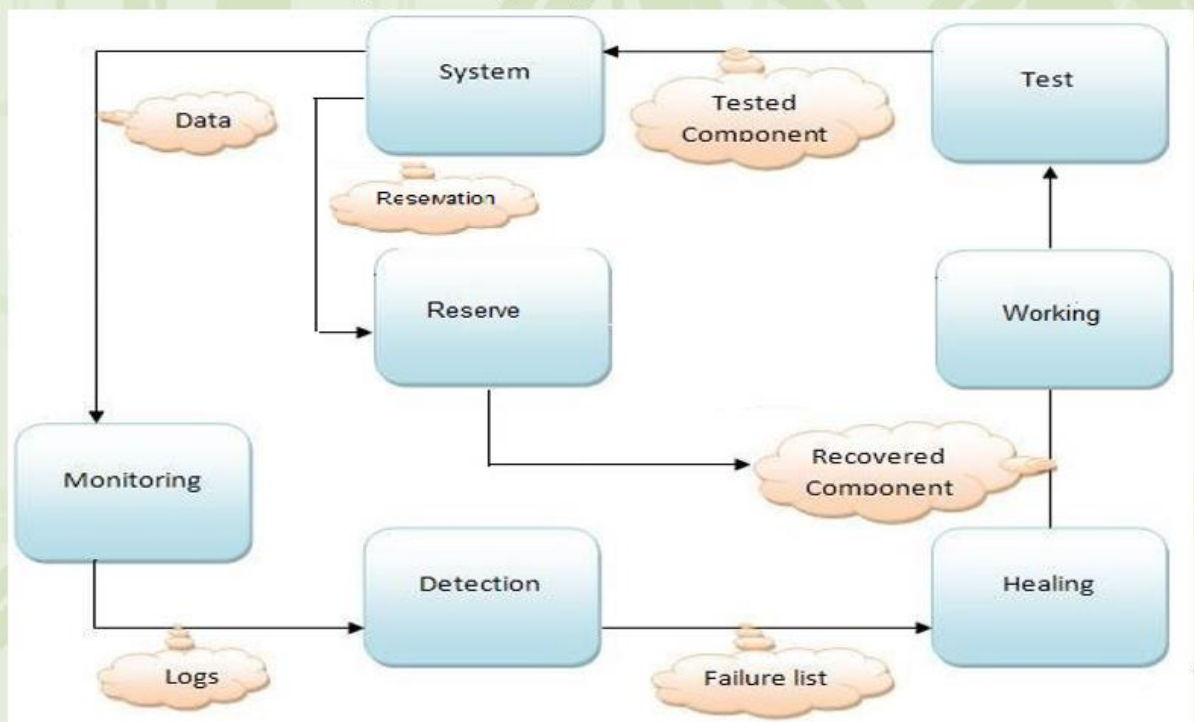 System
Test
Tested
Component
Data
Reservation
Reserve
Working
Monitoring
Recovered
Component
Detection
Healing
Logs
Failure list